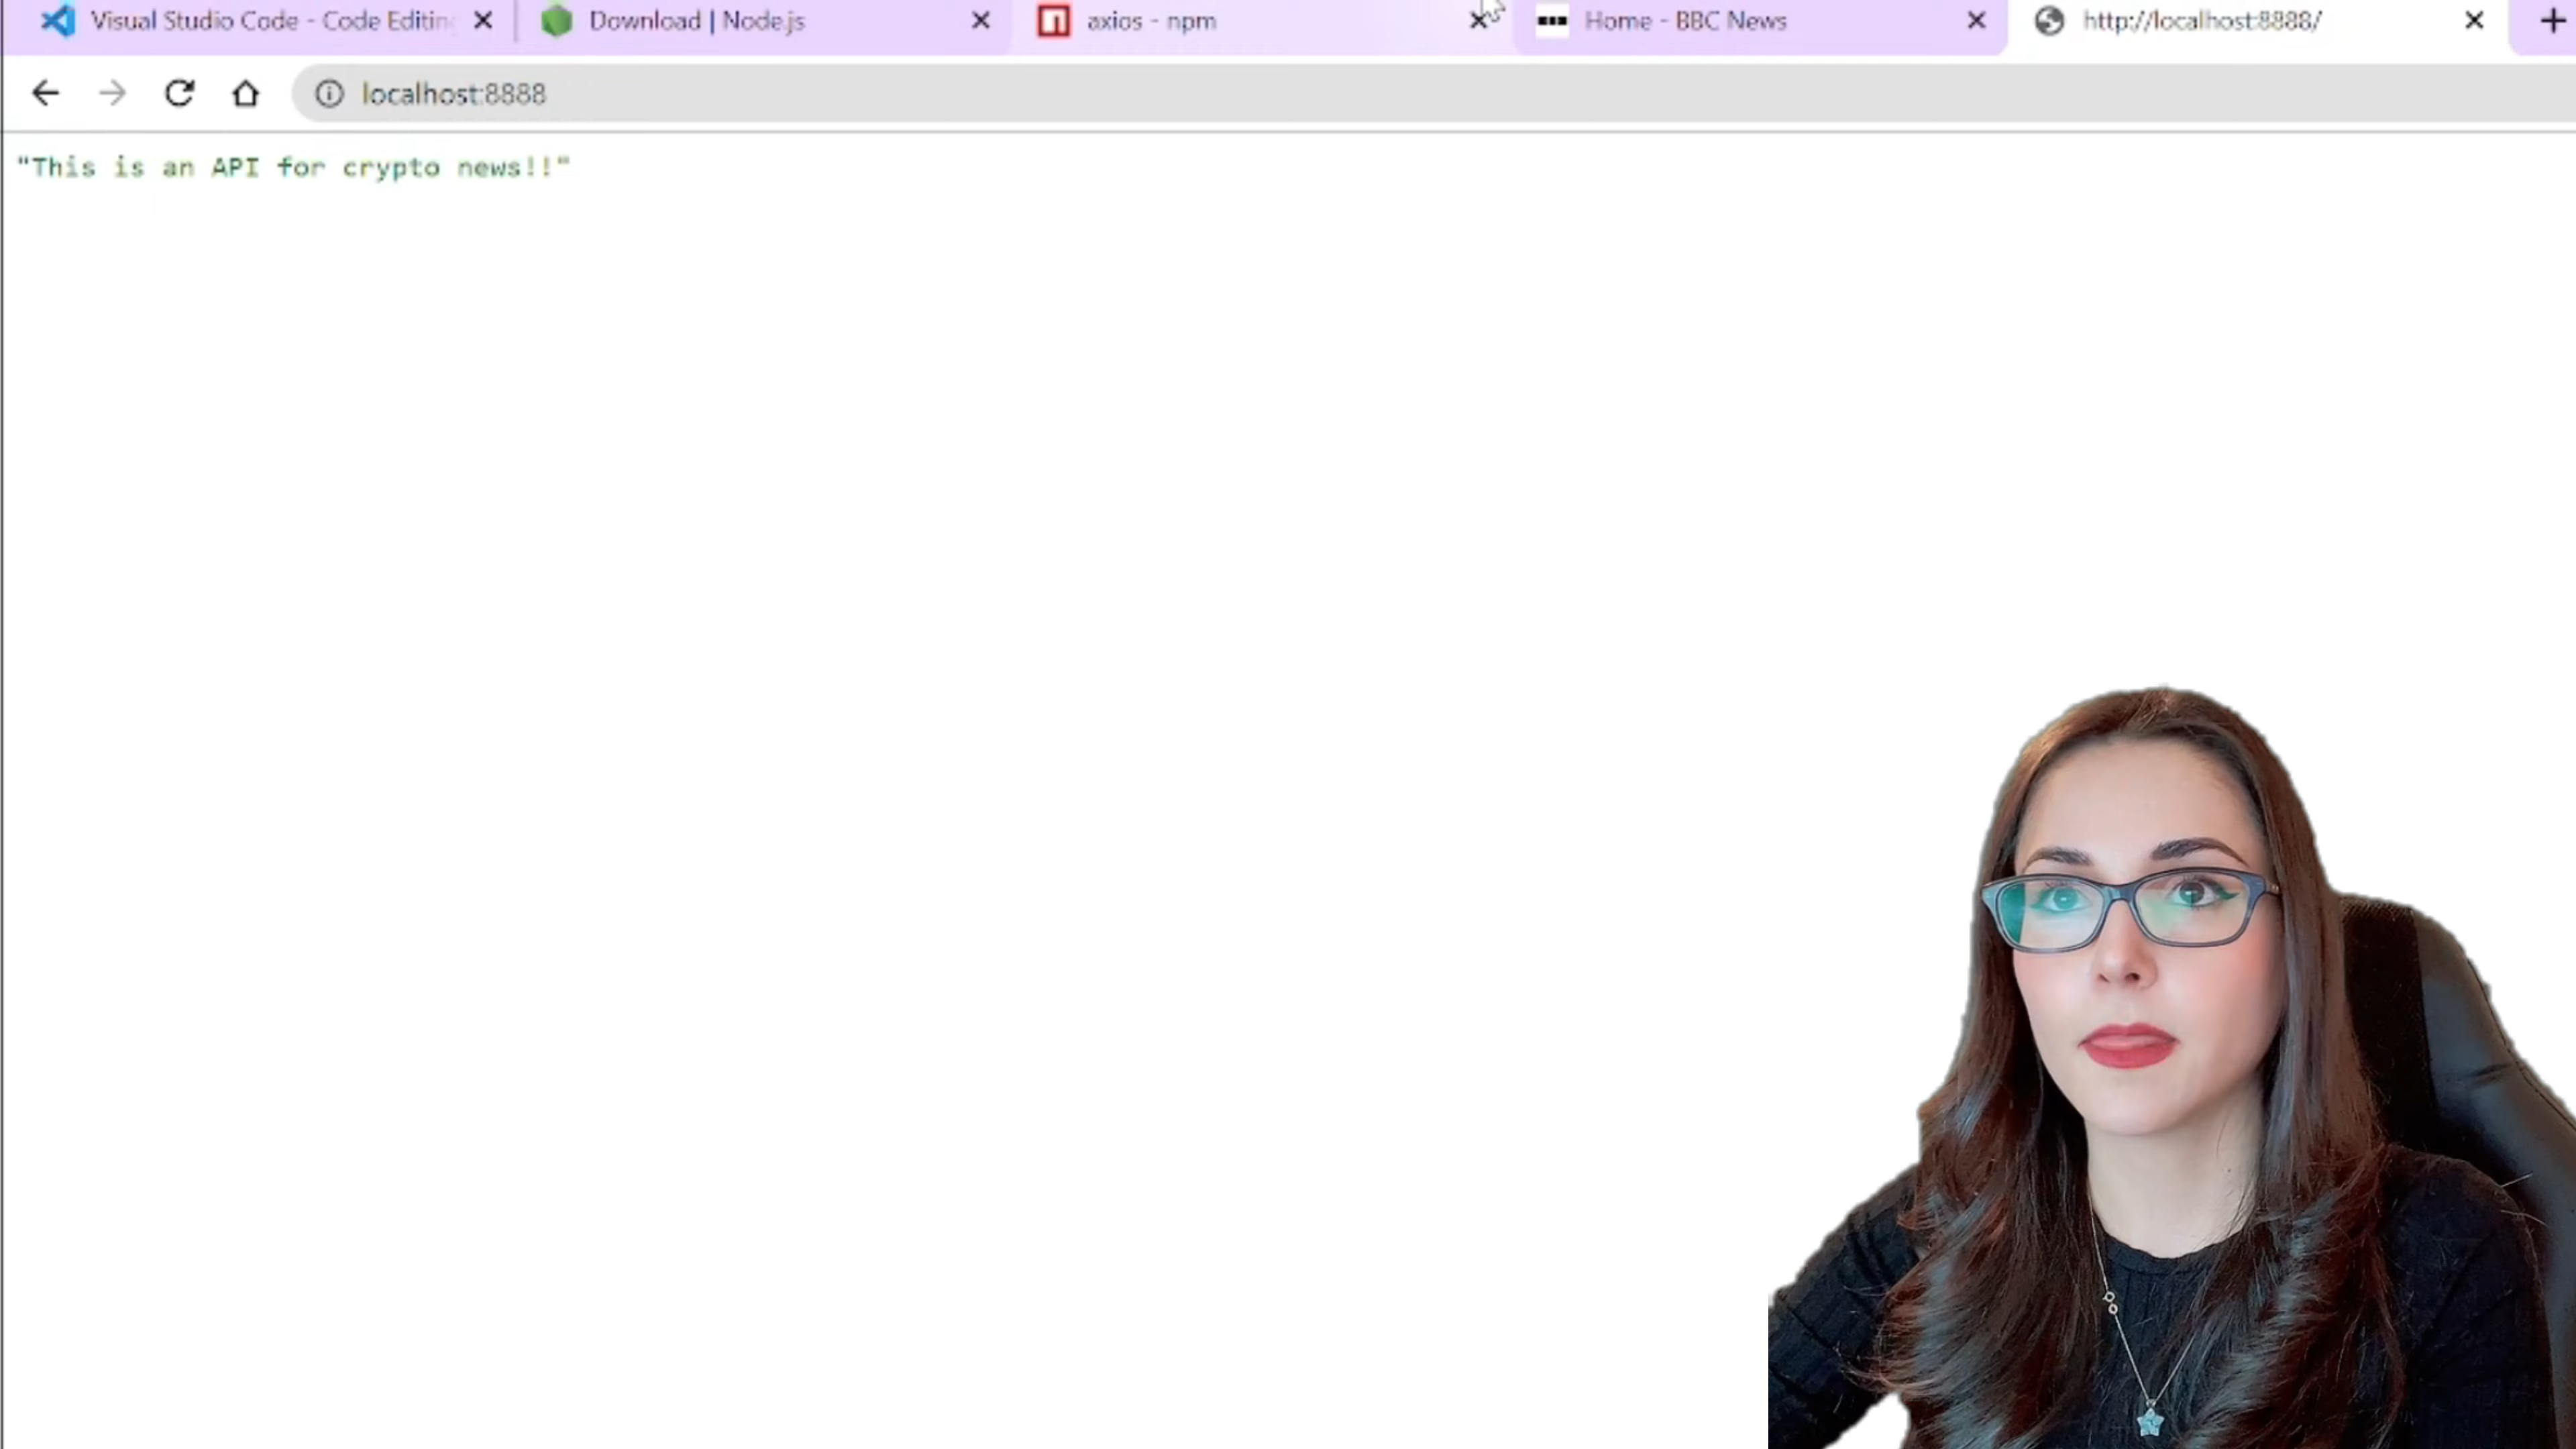 Visual Studio Code - Code Editing
Download | Node.js
axios - npm
Home - BBC News
http://localhost:8888/
localhost:8888
"This is an API for crypto news!!"